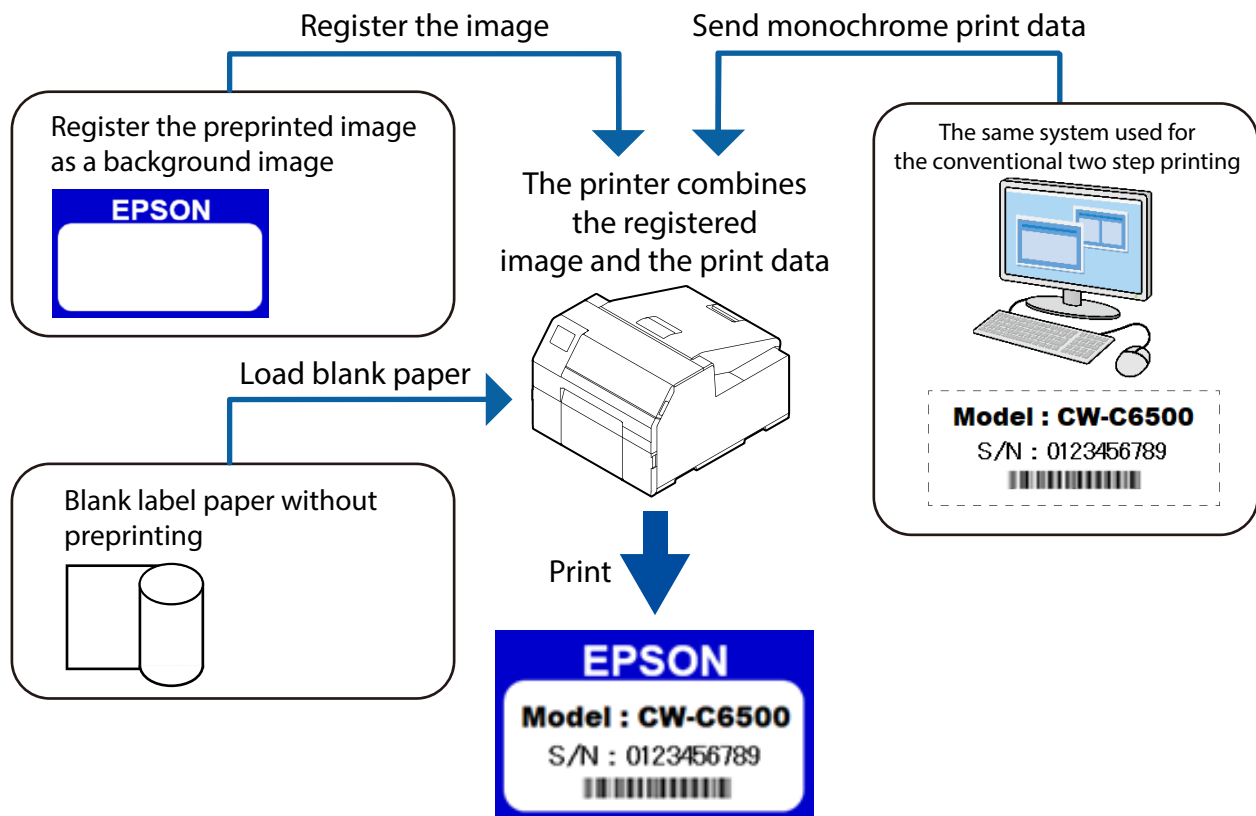 Register the image
Send monochrome print data
Register the preprinted image
as a background image
EPSON
The same system used for
the conventional two step printing
The printer combines
the registered
image and the print data
Load blank paper
Model : CW-C6500
S/N : 0123456789
Blank label paper without
preprinting
Print
EPSON
Model : CW-C6500
S/N : 0123456789